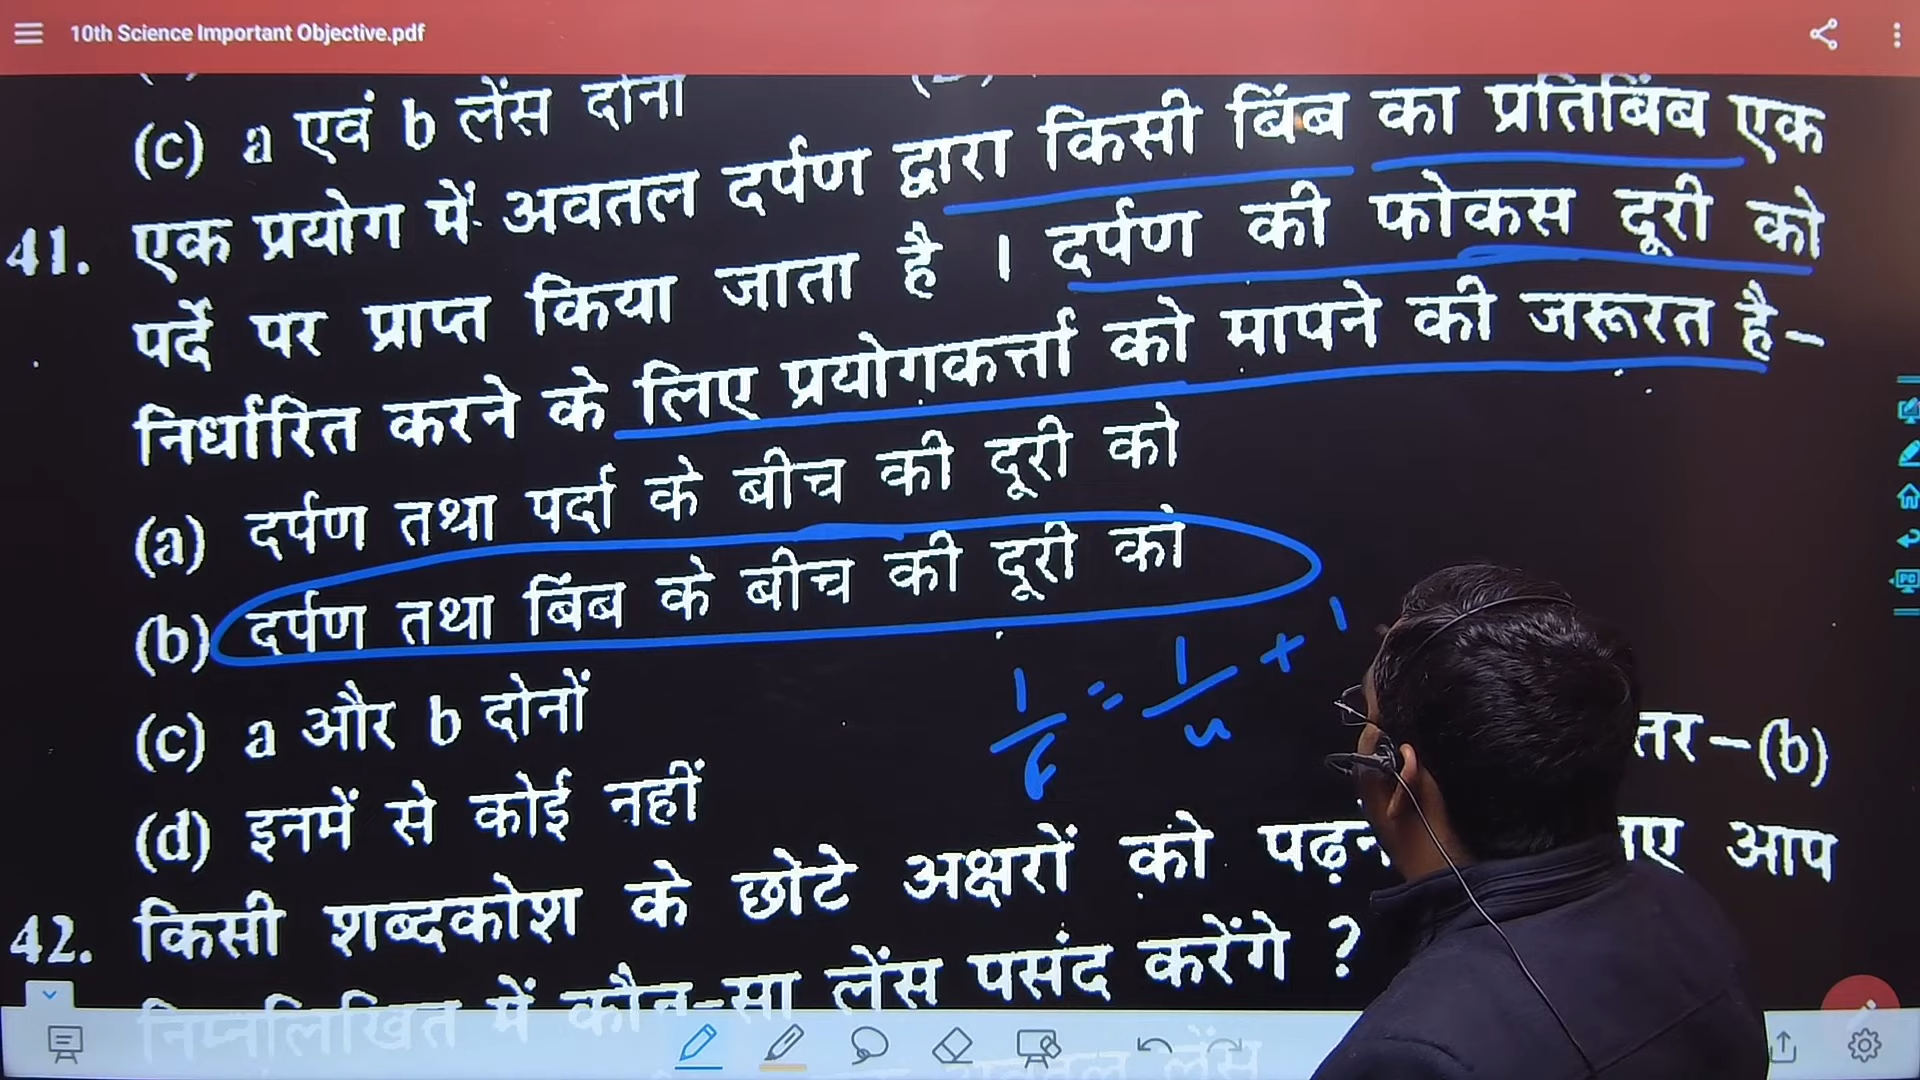 10th Science Important Objective.pdf
(c) a एवं b लेंस दोनों
41. एक प्रयोग में अवतल दर्पण द्वारा किसी बिंब का प्रतिबिंब एक
पर्दे पर प्राप्त किया जाता है । दर्पण की फोकस दूरी को
निर्धारित करने के लिए प्रयोगकर्त्ता को मापने की जरूरत है–
(a) दर्पण तथा पर्दा के बीच की दूरी को
(b) दर्पण तथा बिंब के बीच की दूरी को
1/f = 1/u + 1
(c) a और b दोनों
तर–(b)
(d) इनमें से कोई नहीं
42. किसी शब्दकोश के छोटे अक्षरों को आप
निम्नलिखित में कौन-सा लेंस पसंद करेंगे ?
लेंस
PC